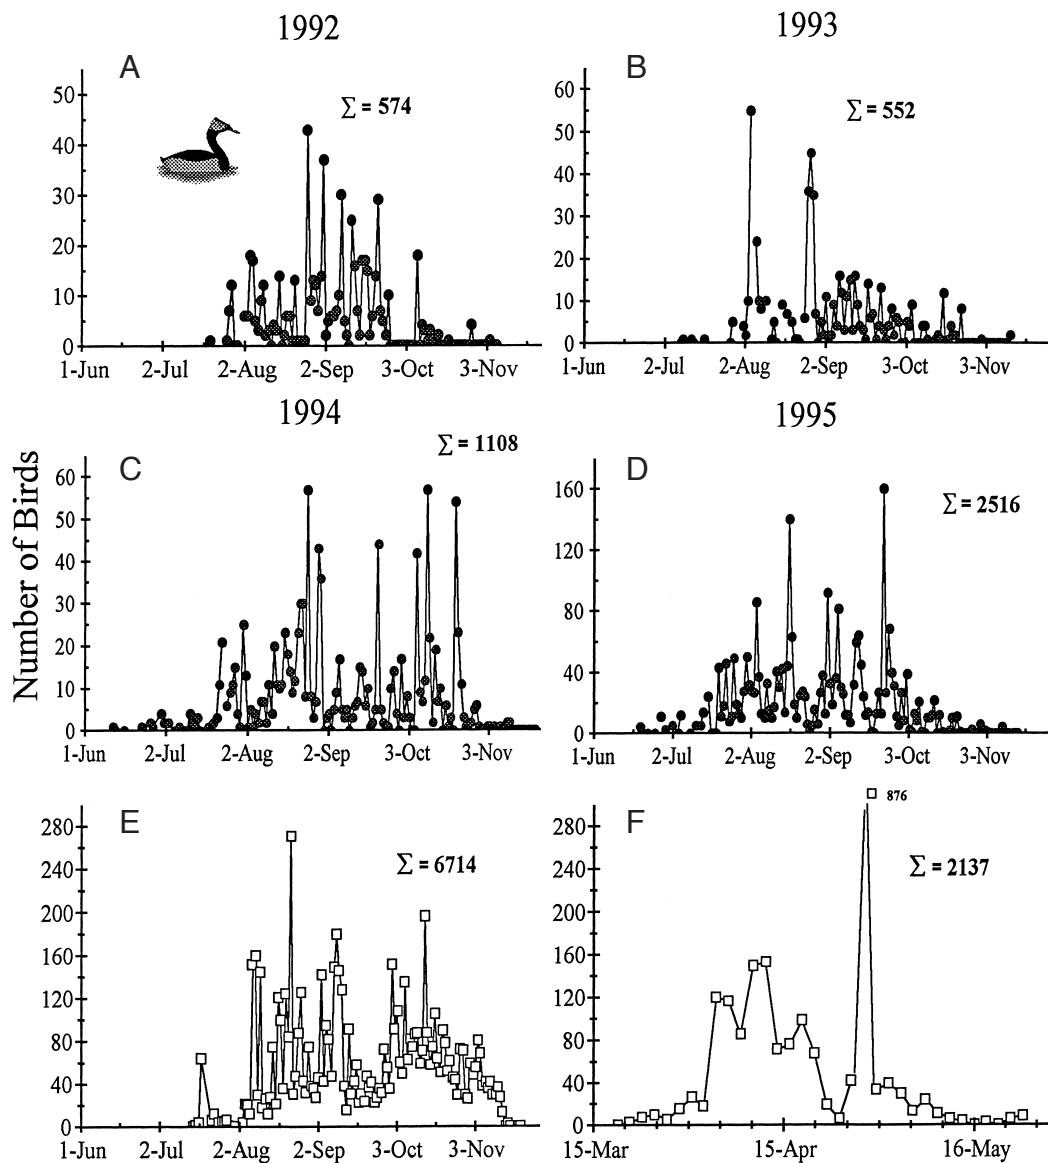 1992
1993
A
B
50
40
30
20
10
0
Σ = 574
1-Jun 2-Jul 2-Aug 2-Sep 3-Oct 3-Nov
60
50
40
30
20
10
0
Σ = 552
1-Jun 2-Jul 2-Aug 2-Sep 3-Oct 3-Nov
1994
1995
Number of Birds
C
D
60
50
40
30
20
10
0
Σ = 1108
1-Jun 2-Jul 2-Aug 2-Sep 3-Oct 3-Nov
160
120
80
40
0
Σ = 2516
1-Jun 2-Jul 2-Aug 2-Sep 3-Oct 3-Nov
E
F
280
240
200
160
120
80
40
0
Σ = 6714
1-Jun 2-Jul 2-Aug 2-Sep 3-Oct 3-Nov
876
280
240
200
160
120
80
40
0
Σ = 2137
15-Mar 15-Apr 16-May